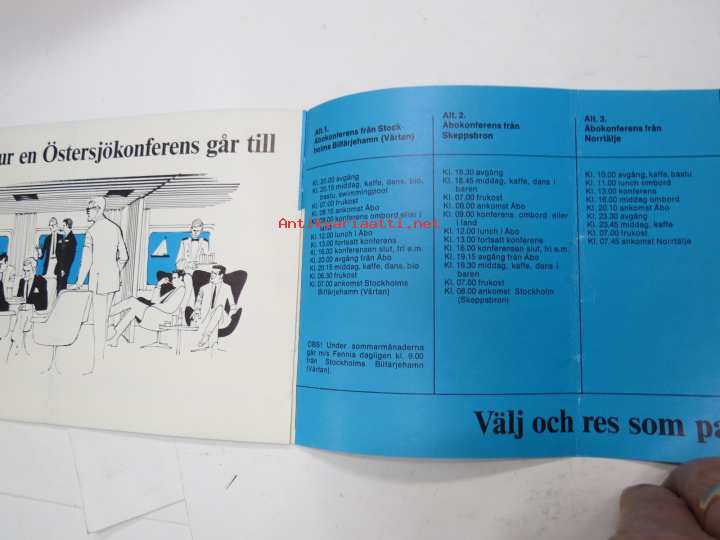 ur en Östersjökonferens går till
Alt. 1.
Åbokonferens från Stock-
holms Bilfärjehamn (Värtan)
Kl. 20.00 avgång
Kl. 20.15 middag, kaffe, dans, bio,
bastu, swimmingpool
Kl. 07.00 frukost
Kl. 08.15 ankomst Åbo
Kl. 09.00 konferens ombord eller i
land
Kl. 12.00 lunch i Åbo
Kl. 13.00 fortsatt konferens
Kl. 16.00 konferensen slut, fri e.m.
Kl. 20.00 avgång från Åbo
Kl. 20.15 middag, kaffe, dans, bio
Kl. 06.30 frukost
Kl. 07.00 ankomst Stockholms
Bilfärjehamn (Värtan)
OBS! Under sommarmånaderna
går m/s Fennia dagligen kl. 9.00
från Stockholms Bilfärjehamn
(Värtan).
Alt. 2.
Åbokonferens från
Skeppsbron
Kl. 18.30 avgång
Kl. 18.45 middag, kaffe, dans i
baren
Kl. 07.00 frukost
Kl. 08.00 ankomst Åbo
Kl. 09.00 konferens ombord eller
i land
Kl. 12.00 lunch i Åbo
Kl. 13.00 fortsatt konferens
Kl. 16.00 konferensen slut, fri e.m.
Kl. 19.15 avgång från Åbo
Kl. 19.30 middag, kaffe, dans i
baren
Kl. 07.00 frukost
Kl. 08.00 ankomst Stockholm
(Skeppsbron)
Alt. 3.
Åbokonferens från
Norrtälje
Kl. 10.00 avgång, kaffe, bastu
Kl. 11.00 lunch ombord
Kl. 13.00 konferens
Kl. 18.00 middag ombord
Kl. 20.10 ankomst Åbo
Kl. 23.30 avgång
Kl. 23.45 middag, kaffe
Kl. 07.00 frukost
Kl. 07.45 ankomst Norrtälje
Välj och res som pa
Antikvariaatti.net